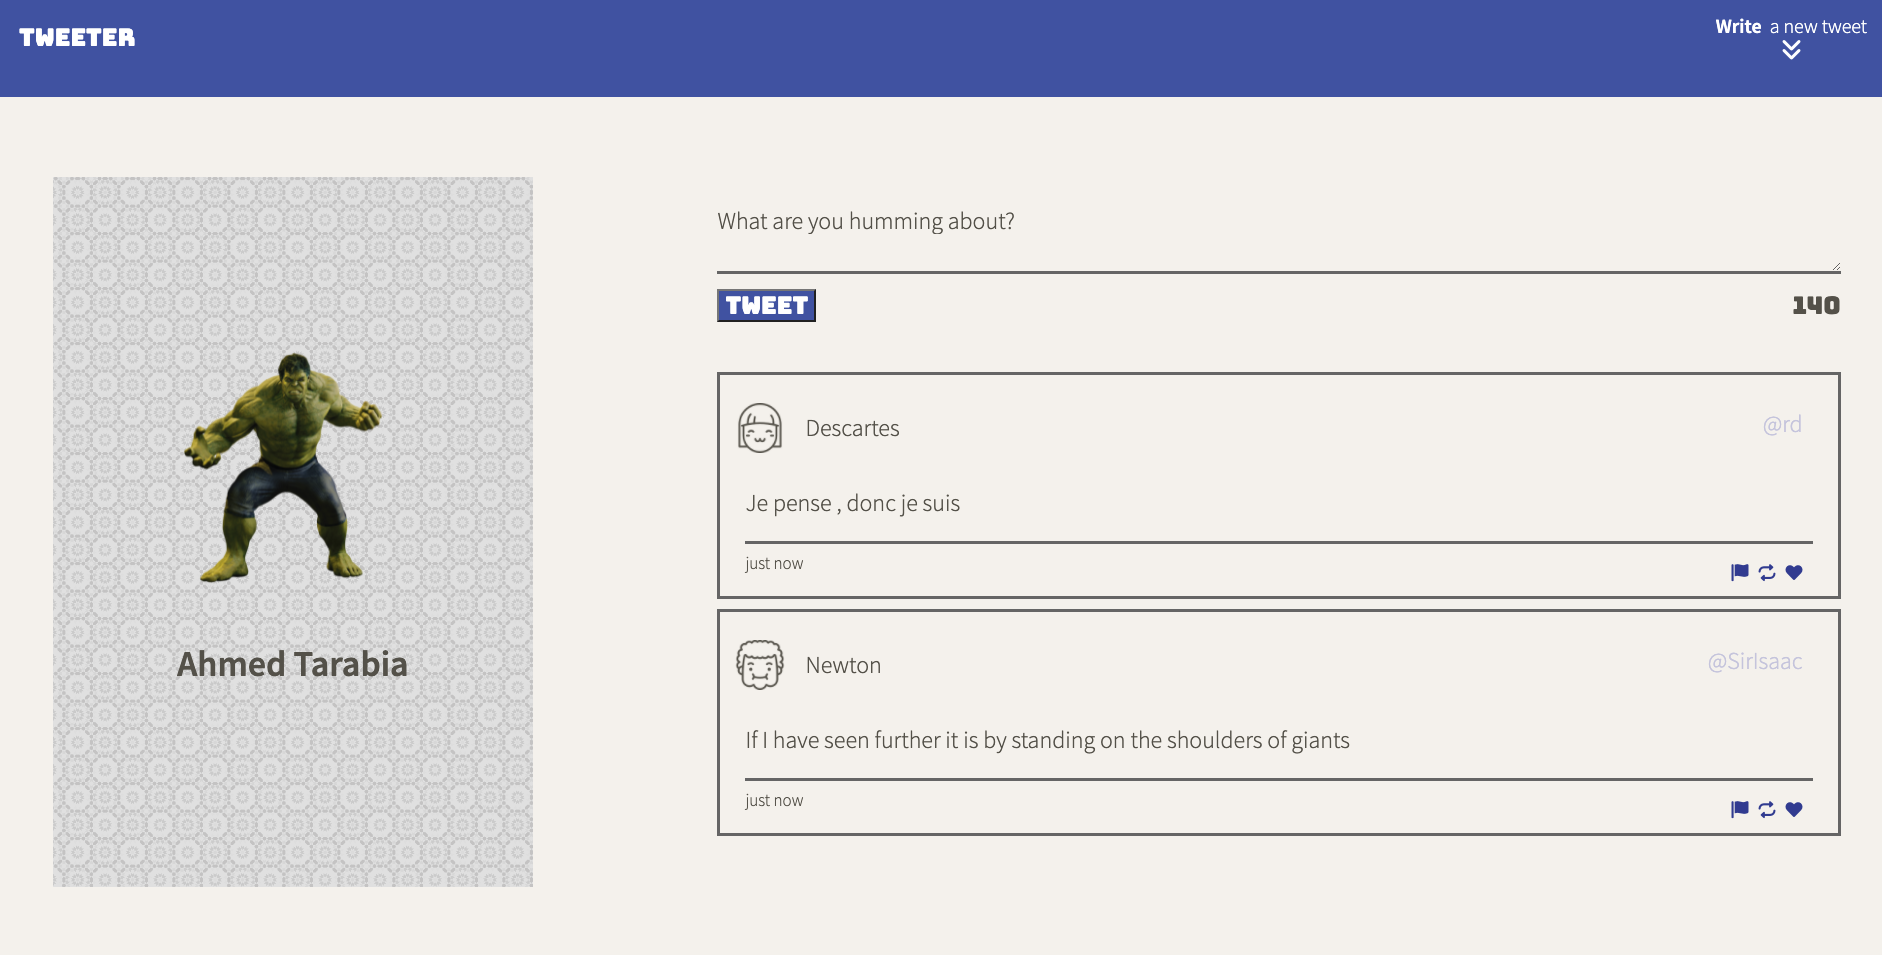 TWEETER
Write a new tweet
Ahmed Tarabia
What are you humming about?
TWEET
140
Descartes
@rd
Je pense , donc je suis
just now
Newton
@SirIsaac
If I have seen further it is by standing on the shoulders of giants
just now